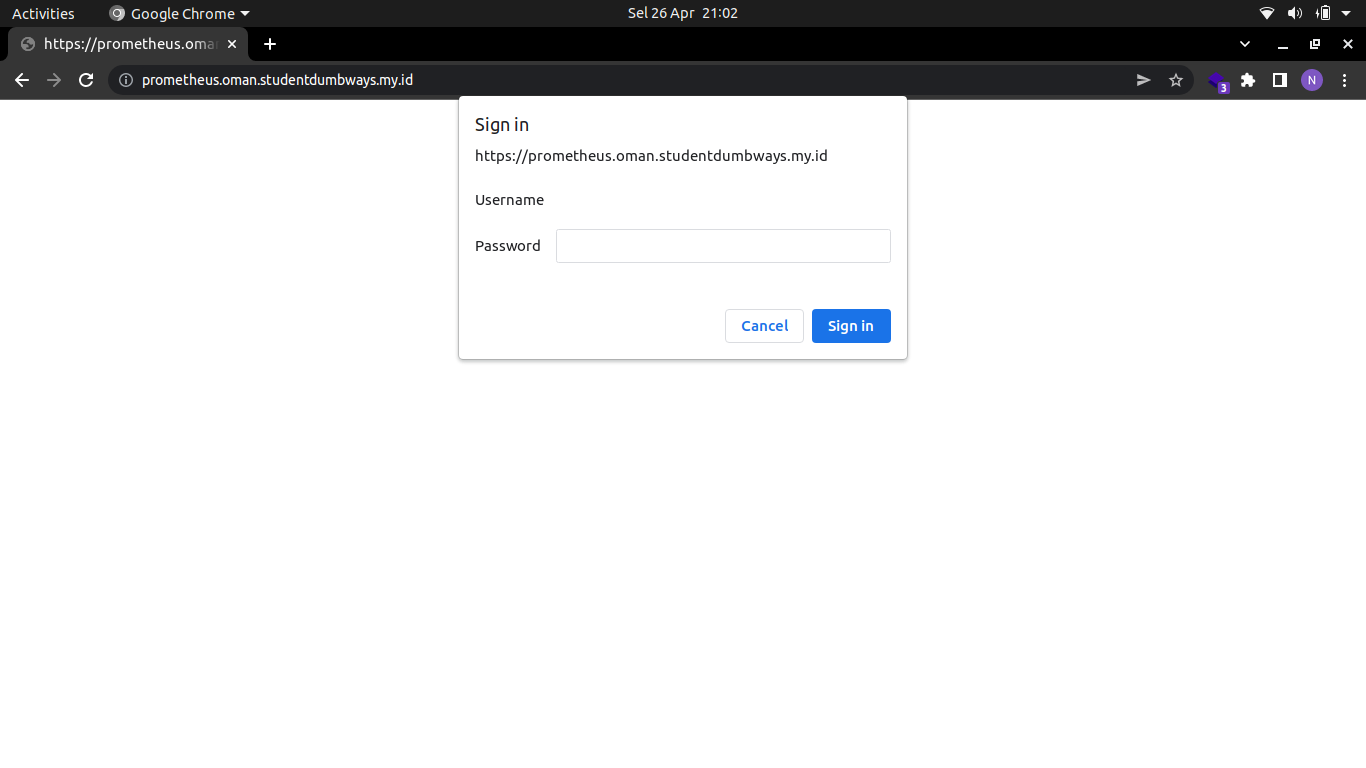 Activities Google Chrome Sel 26 Apr 21:02
https://prometheus.oma
prometheus.oman.studentdumbways.my.id 3 N
Sign in
https://prometheus.oman.studentdumbways.my.id
Username
Password
Cancel Sign in